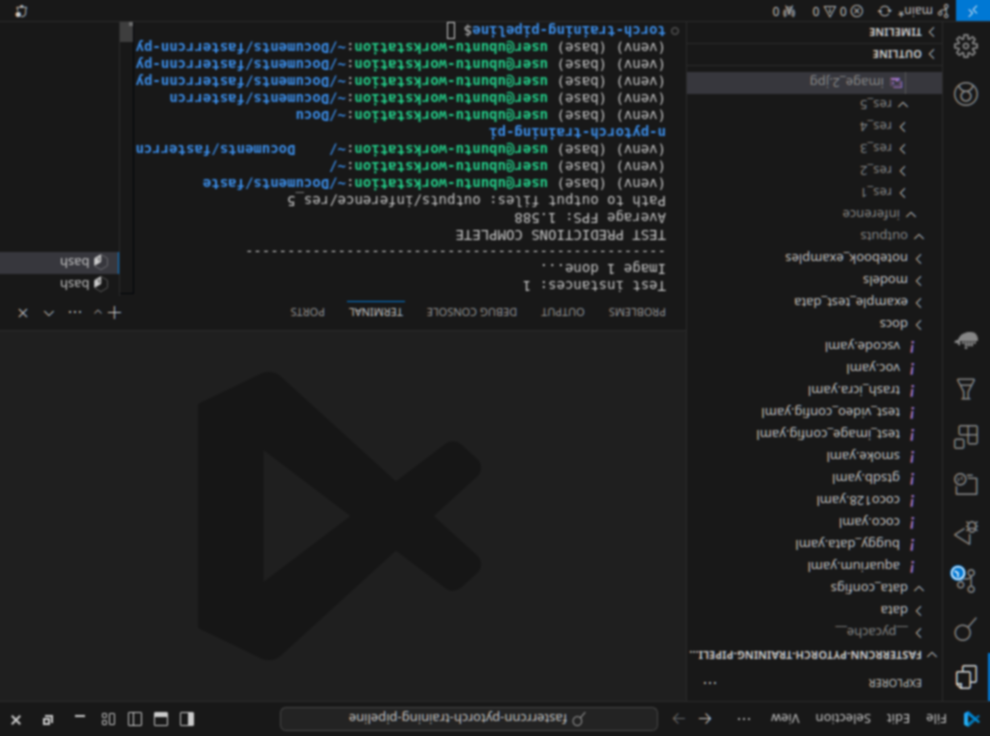 File Edit Selection View ... fasterrcnn-pytorch-training-pipeline
EXPLORER ...
FASTERRCNN-PYTORCH-TRAINING-PIPELI...
__pycache__
data
data_configs
! aquarium.yaml
! buggy_data.yaml
! coco.yaml
! coco128.yaml
! gtsdb.yaml
! smoke.yaml
! test_image_config.yaml
! test_video_config.yaml
! trash_icra.yaml
! voc.yaml
! vscode.yaml
docs
example_test_data
models
notebook_examples
outputs
inference
res_1
res_2
res_3
res_4
res_5
image_2.jpg
OUTLINE
TIMELINE
PROBLEMS OUTPUT DEBUG CONSOLE TERMINAL PORTS
Test instances: 1
Image 1 done...
--------------------------------------------------
TEST PREDICTIONS COMPLETE
Average FPS: 1.588
Path to output files: outputs/inference/res_5
(venv) (base) user@ubuntu-workstation:~/Documents/faste
(venv) (base) user@ubuntu-workstation:~/
(venv) (base) user@ubuntu-workstation:~/ Documents/fasterrcn
n-pytorch-training-pi
(venv) (base) user@ubuntu-workstation:~/Docu
(venv) (base) user@ubuntu-workstation:~/Documents/fasterrcn
(venv) (base) user@ubuntu-workstation:~/Documents/fasterrcnn-py
(venv) (base) user@ubuntu-workstation:~/Documents/fasterrcnn-py
(venv) (base) user@ubuntu-workstation:~/Documents/fasterrcnn-py
torch-training-pipeline$
bash
bash
main* 0 0 0